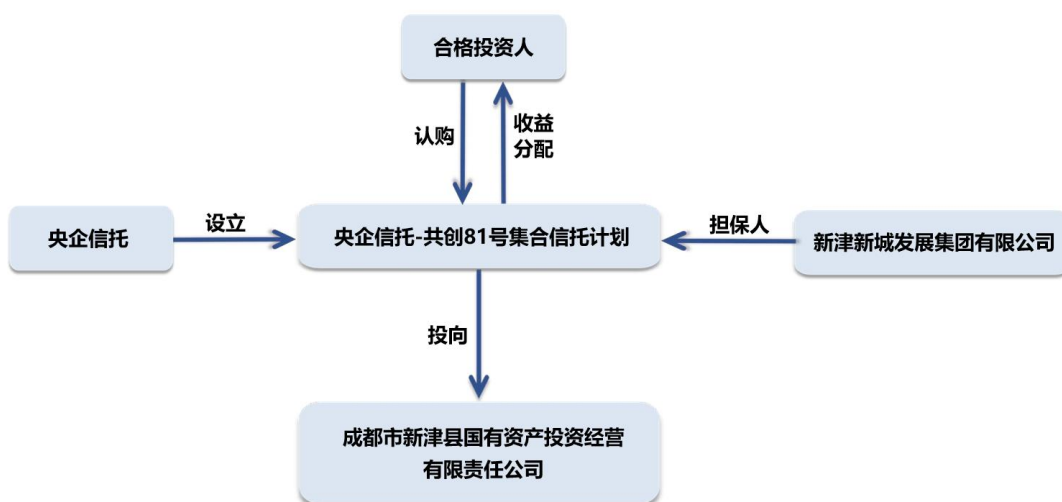 合格投资人
认购
收益
分配
央企信托
设立
央企信托-共创81号集合信托计划
担保人
新津新城发展集团有限公司
投向
成都市新津县国有资产投资经营
有限责任公司